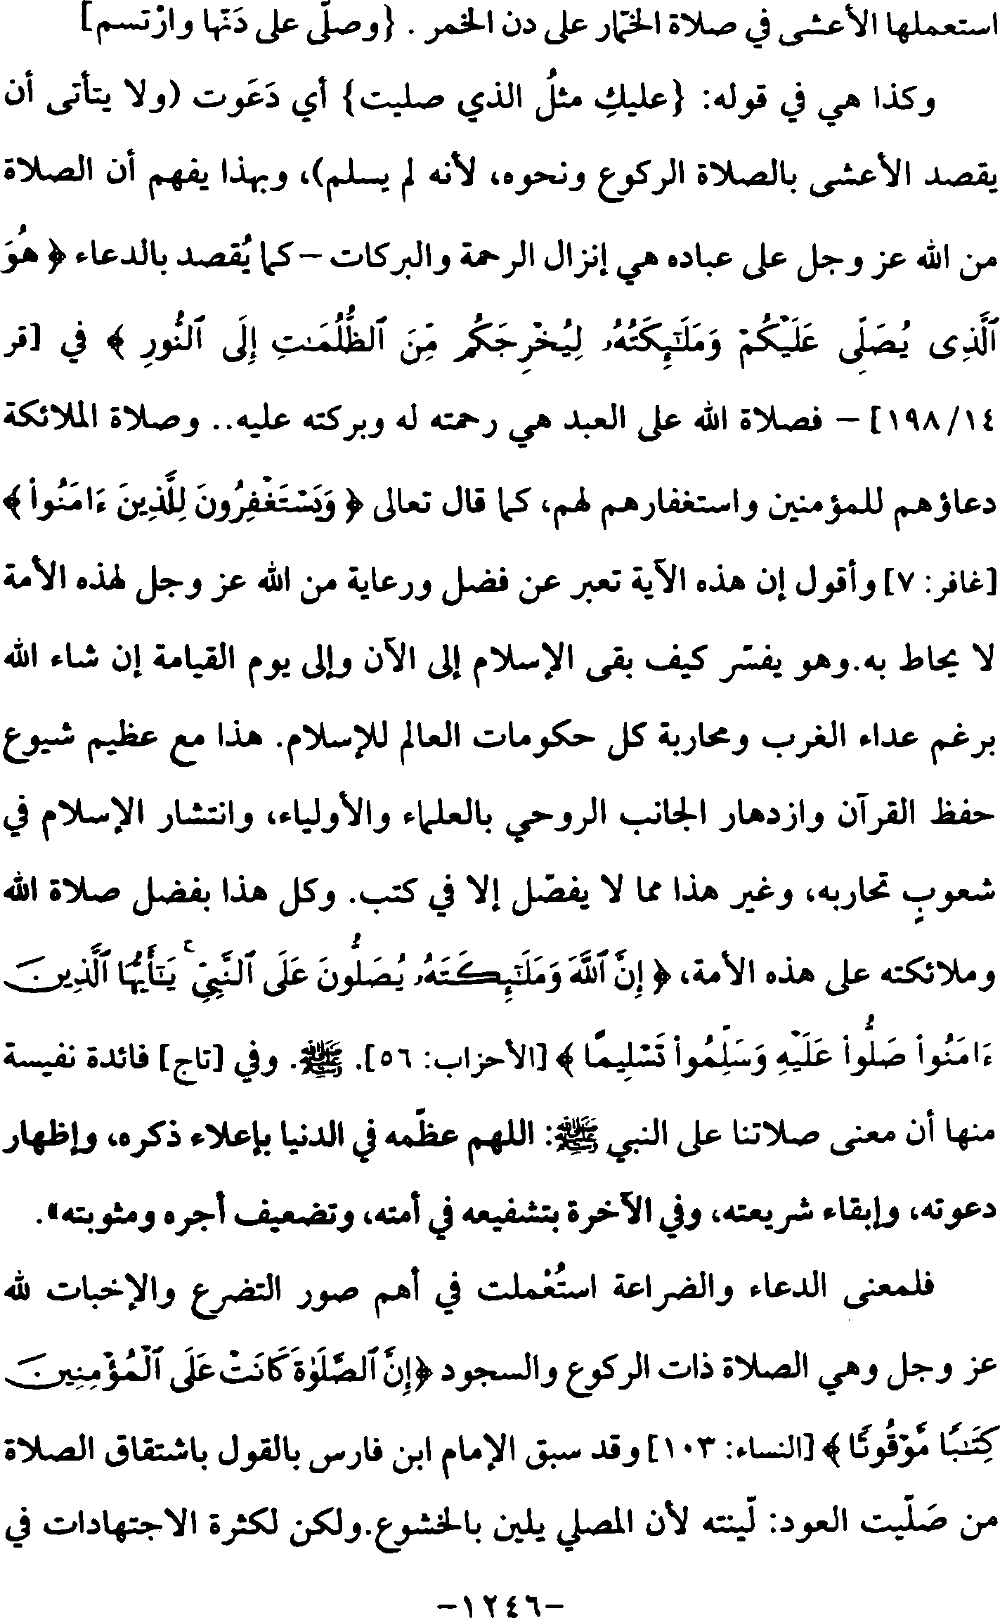 استعملها الأعشى في صلاة الخمّار على دن الخمر . {وصلّى على دَنّها وارْتسم]
وكذا هي في قوله: {عليكِ مثلُ الذي صليت} أي دَعَوت (ولا يتأتى أن
يقصد الأعشى بالصلاة الركوع ونحوه، لأنه لم يسلم)، وبهذا يفهم أن الصلاة
من الله عز وجل على عباده هي إنزال الرحمة والبركات – كما يُقصد بالدعاء ﴿ هُوَ
ٱلَّذِى يُصَلِّى عَلَيْكُمْ وَمَلَـٰٓئِكَتُهُۥ لِيُخْرِجَكُم مِّنَ ٱلظُّلُمَـٰتِ إِلَى ٱلنُّورِ ﴾ في [قر
١٤/ ١٩٨] – فصلاة الله على العبد هي رحمته له وبركته عليه.. وصلاة الملائكة
دعاؤهم للمؤمنين واستغفارهم لهم، كما قال تعالى ﴿ وَيَسْتَغْفِرُونَ لِلَّذِينَ ءَامَنُوا۟ ﴾
[غافر: ٧] وأقول إن هذه الآية تعبر عن فضل ورعاية من الله عز وجل لهذه الأمة
لا يحاط به.وهو يفسّر كيف بقى الإسلام إلى الآن وإلى يوم القيامة إن شاء الله
برغم عداء الغرب ومحاربة كل حكومات العالم للإسلام. هذا مع عظيم شيوع
حفظ القرآن وازدهار الجانب الروحي بالعلماء والأولياء، وانتشار الإسلام في
شعوبٍ تحاربه، وغير هذا مما لا يفصّل إلا في كتب. وكل هذا بفضل صلاة الله
وملائكته على هذه الأمة، ﴿ إِنَّ ٱللَّهَ وَمَلَـٰٓئِكَتَهُۥ يُصَلُّونَ عَلَى ٱلنَّبِىِّ ۚ يَـٰٓأَيُّهَا ٱلَّذِينَ
ءَامَنُوا۟ صَلُّوا۟ عَلَيْهِ وَسَلِّمُوا۟ تَسْلِيمًا ﴾ [الأحزاب: ٥٦]. ﷺ. وفي [تاج] فائدة نفيسة
منها أن معنى صلاتنا على النبي ﷺ: اللهم عظّمه في الدنيا بإعلاء ذكره، وإظهار
دعوته، وإبقاء شريعته، وفي الآخرة بتشفيعه في أمته، وتضعيف أجره ومثوبته".
فلمعنى الدعاء والضراعة استُعْملت في أهم صور التضرع والإخبات لله
عز وجل وهي الصلاة ذات الركوع والسجود ﴿إِنَّ ٱلصَّلَوٰةَ كَانَتْ عَلَى ٱلْمُؤْمِنِينَ
كِتَـٰبًا مَّوْقُوتًا ﴾ [النساء: ١٠٣] وقد سبق الإمام ابن فارس بالقول باشتقاق الصلاة
من صَلّيت العود: لّينته لأن المصلي يلين بالخشوع.ولكن لكثرة الاجتهادات في
-١٢٤٦-